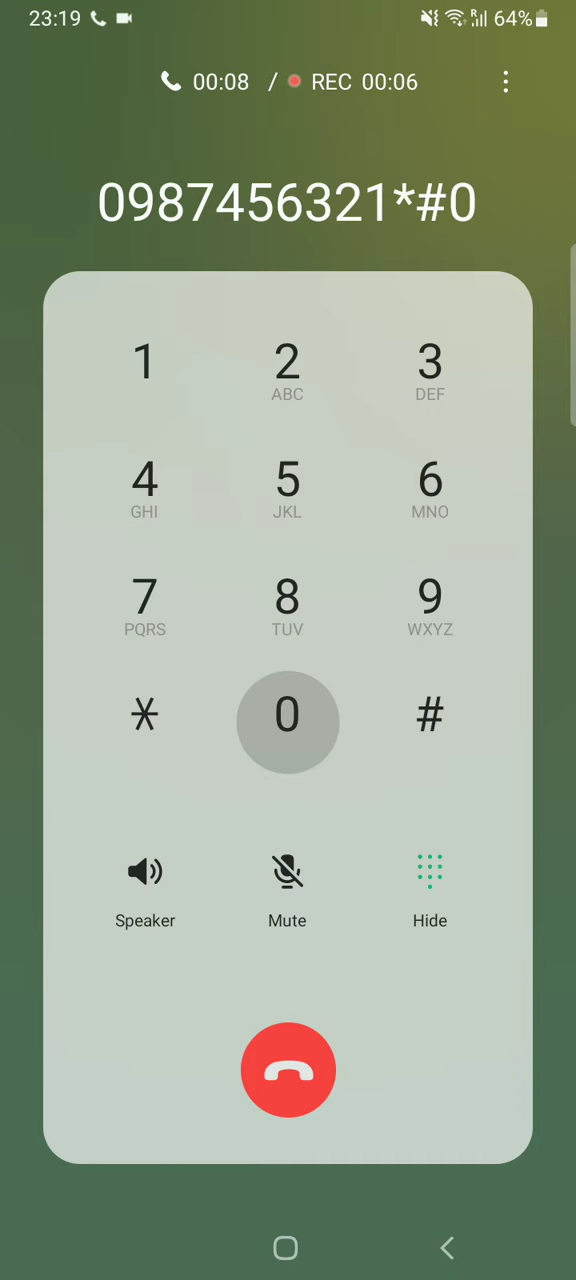 23:19 R 64%
00:08 / REC 00:06
0987456321*#0
1 2 3
ABC DEF
4 5 6
GHI JKL MNO
7 8 9
PQRS TUV WXYZ
* 0 #
Speaker Mute Hide